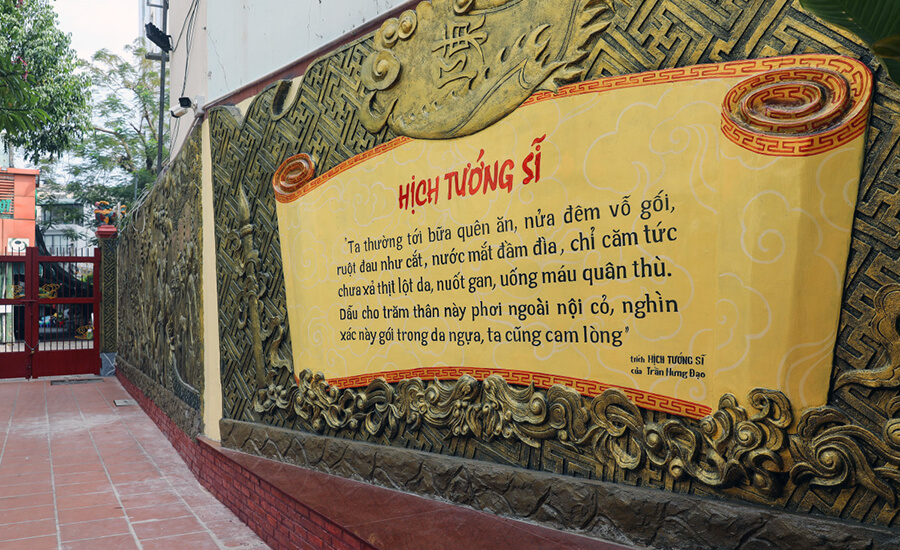 HỊCH TƯỚNG SĨ
"Ta thường tới bữa quên ăn, nửa đêm vỗ gối,
ruột đau như cắt, nước mắt đầm đìa, chỉ căm tức
chưa xả thịt lột da, nuốt gan, uống máu quân thù.
Dẫu cho trăm thân này phơi ngoài nội cỏ, nghìn
xác này gói trong da ngựa, ta cũng cam lòng"
trích HỊCH TƯỚNG SĨ
của Trần Hưng Đạo